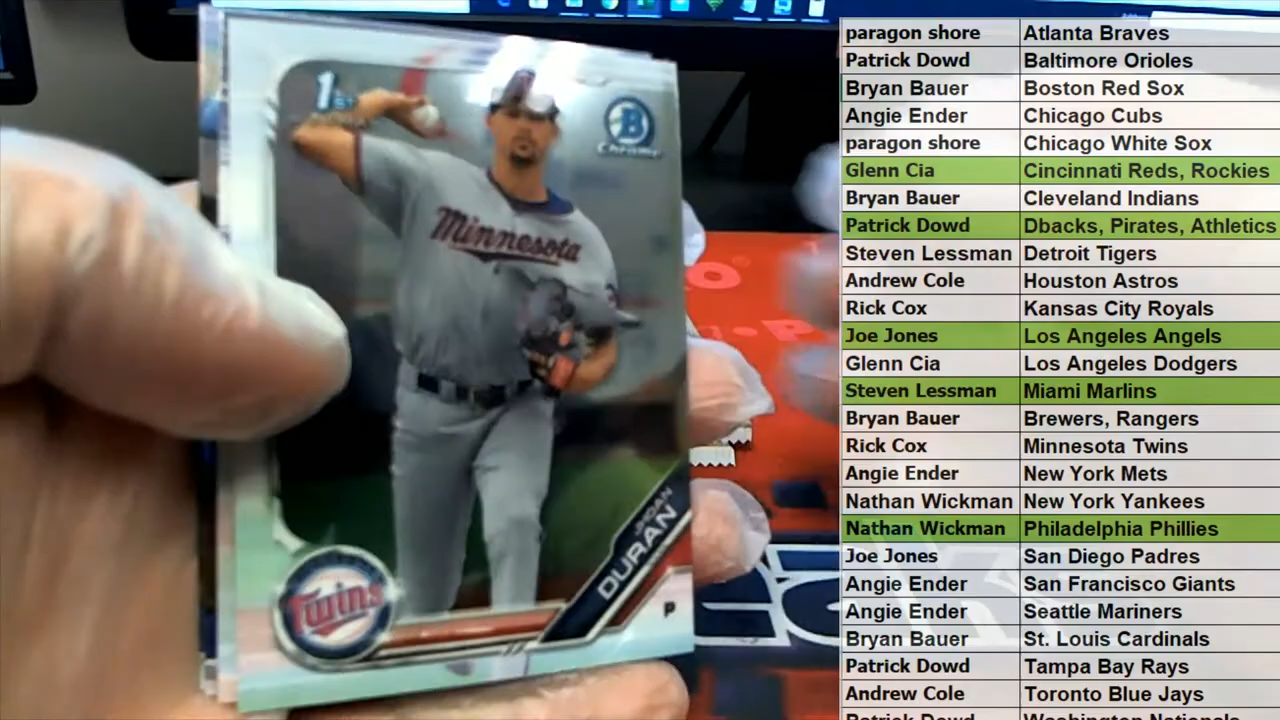 1st
B
Chrome
Minnesota
JHOAN
DURAN
P
Twins
paragon shore Atlanta Braves
Patrick Dowd Baltimore Orioles
Bryan Bauer Boston Red Sox
Angie Ender Chicago Cubs
paragon shore Chicago White Sox
Glenn Cia Cincinnati Reds, Rockies
Bryan Bauer Cleveland Indians
Patrick Dowd Dbacks, Pirates, Athletics
Steven Lessman Detroit Tigers
Andrew Cole Houston Astros
Rick Cox Kansas City Royals
Joe Jones Los Angeles Angels
Glenn Cia Los Angeles Dodgers
Steven Lessman Miami Marlins
Bryan Bauer Brewers, Rangers
Rick Cox Minnesota Twins
Angie Ender New York Mets
Nathan Wickman New York Yankees
Nathan Wickman Philadelphia Phillies
Joe Jones San Diego Padres
Angie Ender San Francisco Giants
Angie Ender Seattle Mariners
Bryan Bauer St. Louis Cardinals
Patrick Dowd Tampa Bay Rays
Andrew Cole Toronto Blue Jays
Patrick Dowd Washington Nationals